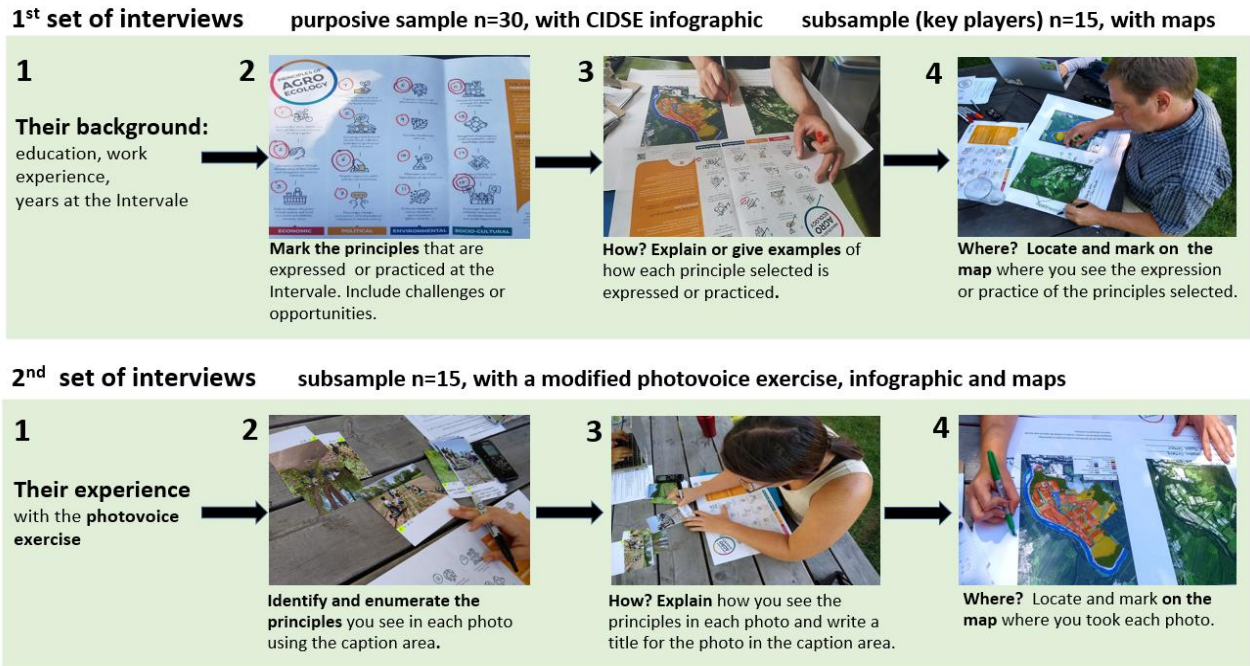 1st set of interviews purposive sample n=30, with CIDSE infographic subsample (key players) n=15, with maps
1
Their background:
education, work
experience,
years at the Intervale
2
PRINCIPLES OF
AGRO
ECOLOGY
ECONOMIC POLITICAL ENVIRONMENTAL SOCIO-CULTURAL
Mark the principles that are
expressed or practiced at the
Intervale. Include challenges or
opportunities.
3
How? Explain or give examples of
how each principle selected is
expressed or practiced.
4
Where? Locate and mark on the
map where you see the expression
or practice of the principles selected.
2nd set of interviews subsample n=15, with a modified photovoice exercise, infographic and maps
1
Their experience
with the photovoice
exercise
2
Identify and enumerate the
principles you see in each photo
using the caption area.
3
How? Explain how you see the
principles in each photo and write a
title for the photo in the caption area.
4
Where? Locate and mark on the
map where you took each photo.